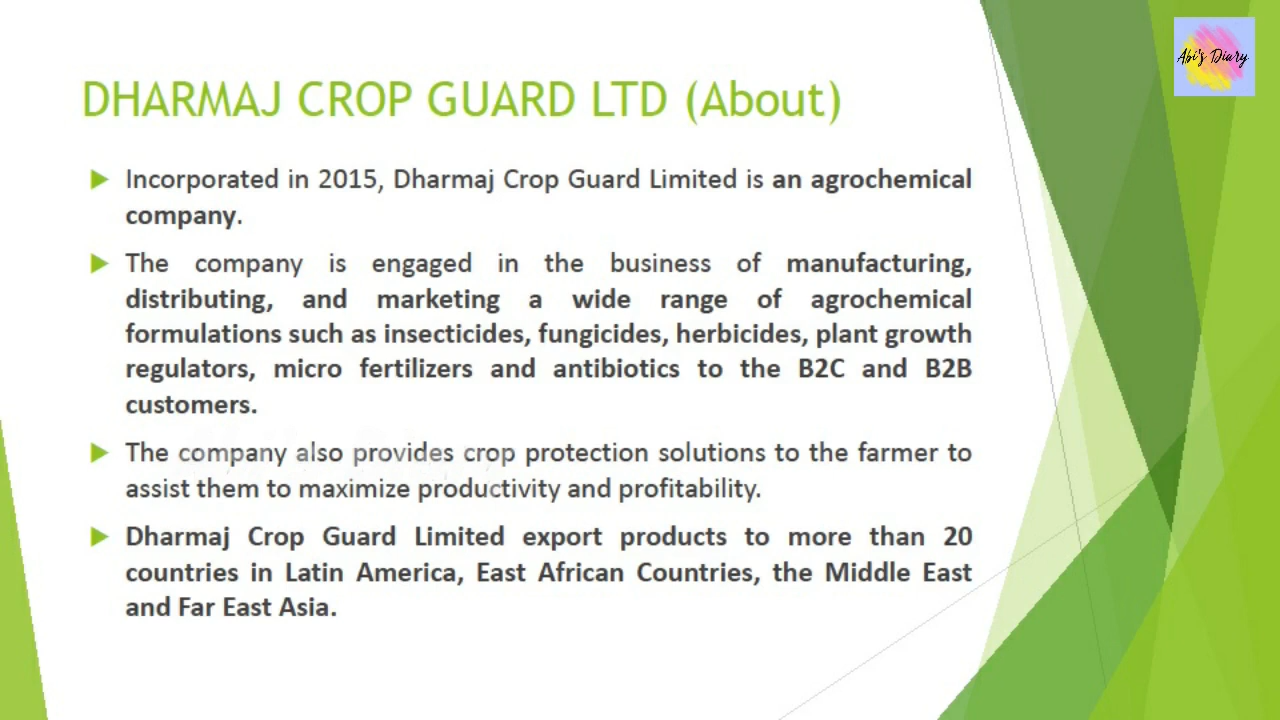 Abi's Diary
DHARMAJ CROP GUARD LTD (About)
Incorporated in 2015, Dharmaj Crop Guard Limited is an agrochemical
company.
The company is engaged in the business of manufacturing,
distributing, and marketing a wide range of agrochemical
formulations such as insecticides, fungicides, herbicides, plant growth
regulators, micro fertilizers and antibiotics to the B2C and B2B
customers.
The company also provides crop protection solutions to the farmer to
assist them to maximize productivity and profitability.
Dharmaj Crop Guard Limited export products to more than 20
countries in Latin America, East African Countries, the Middle East
and Far East Asia.